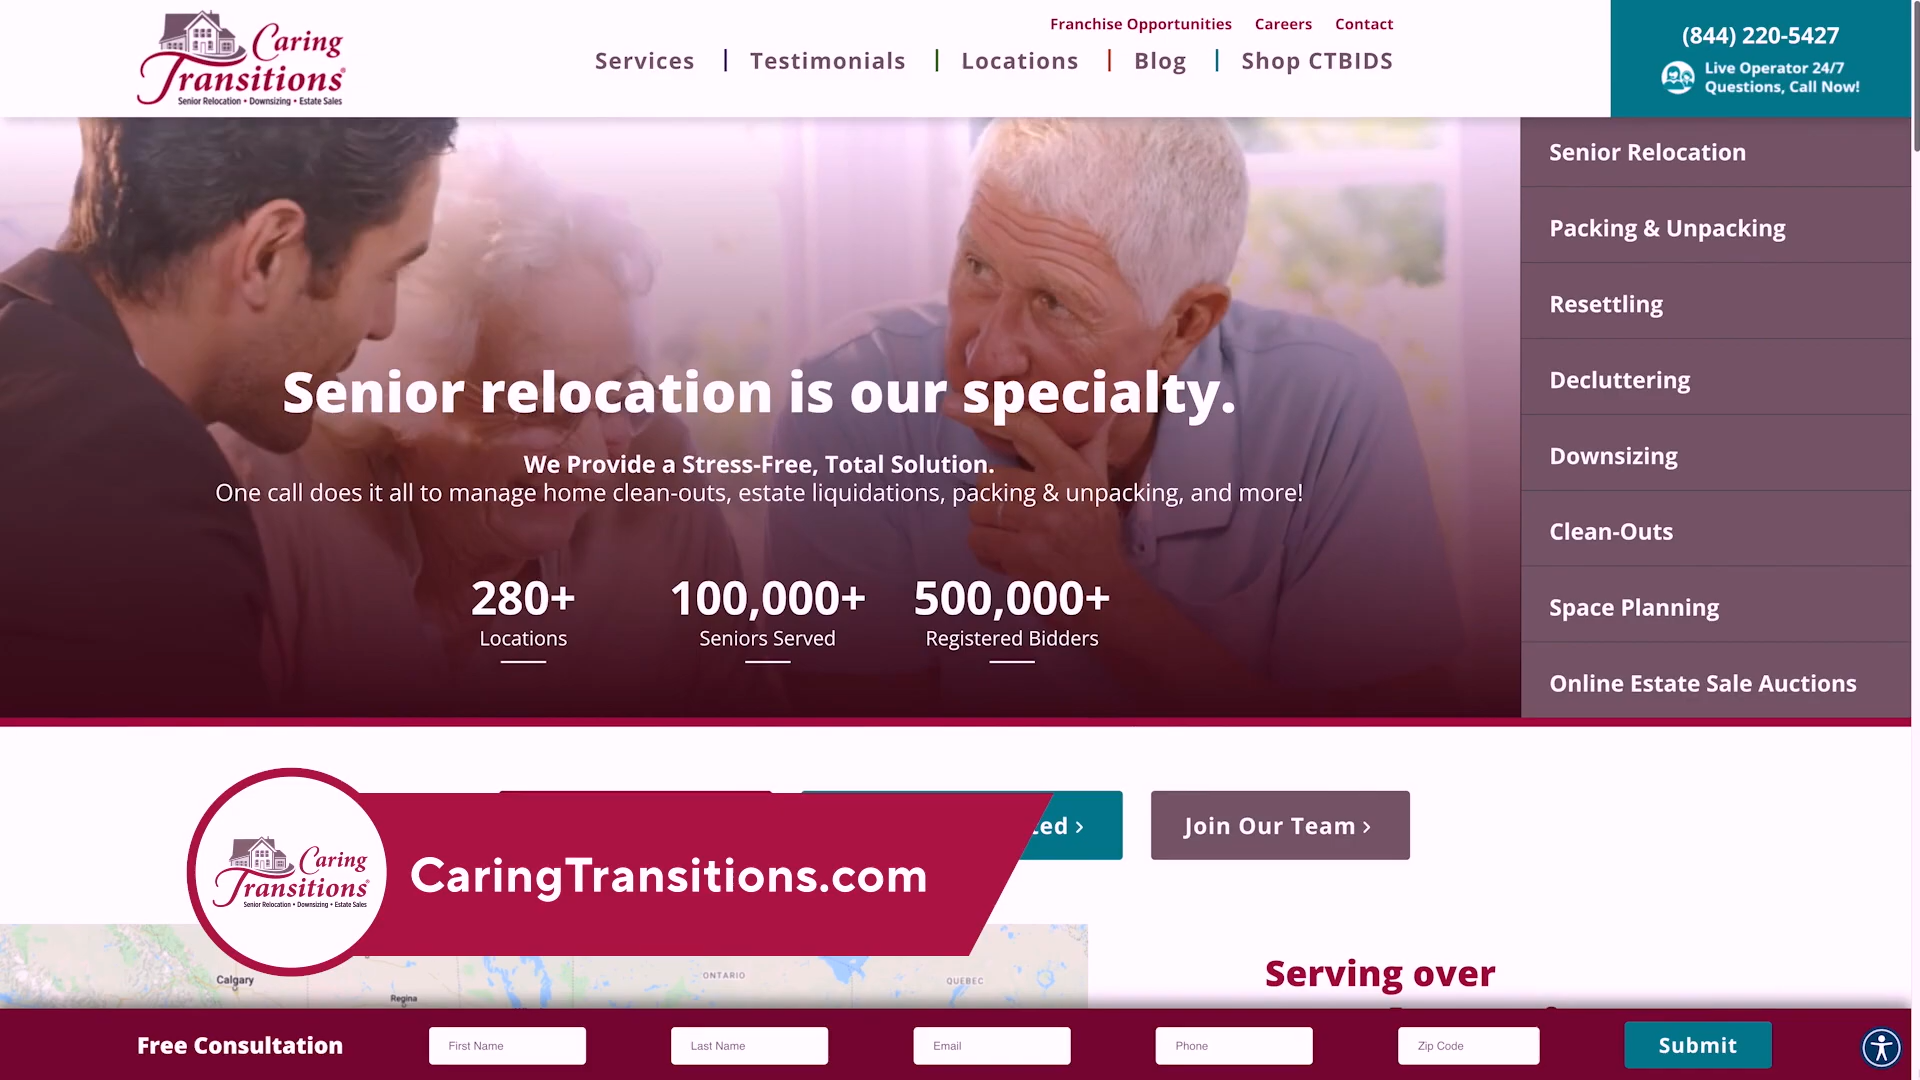 Caring
Transitions
Senior Relocation • Downsizing • Estate Sales
Franchise Opportunities Careers Contact
Services Testimonials Locations Blog Shop CTBIDS
(844) 220-5427
Live Operator 24/7
Questions, Call Now!
Senior Relocation
Packing & Unpacking
Resettling
Decluttering
Downsizing
Clean-Outs
Space Planning
Online Estate Sale Auctions
Senior relocation is our specialty.
We Provide a Stress-Free, Total Solution.
One call does it all to manage home clean-outs, estate liquidations, packing & unpacking, and more!
280+ 100,000+ 500,000+
Locations Seniors Served Registered Bidders
ted ›
Join Our Team ›
Caring
Transitions
Senior Relocation • Downsizing • Estate Sales
CaringTransitions.com
Calgary
Regina
ONTARIO
QUEBEC
Serving over
Free Consultation First Name Last Name Email Phone Zip Code Submit